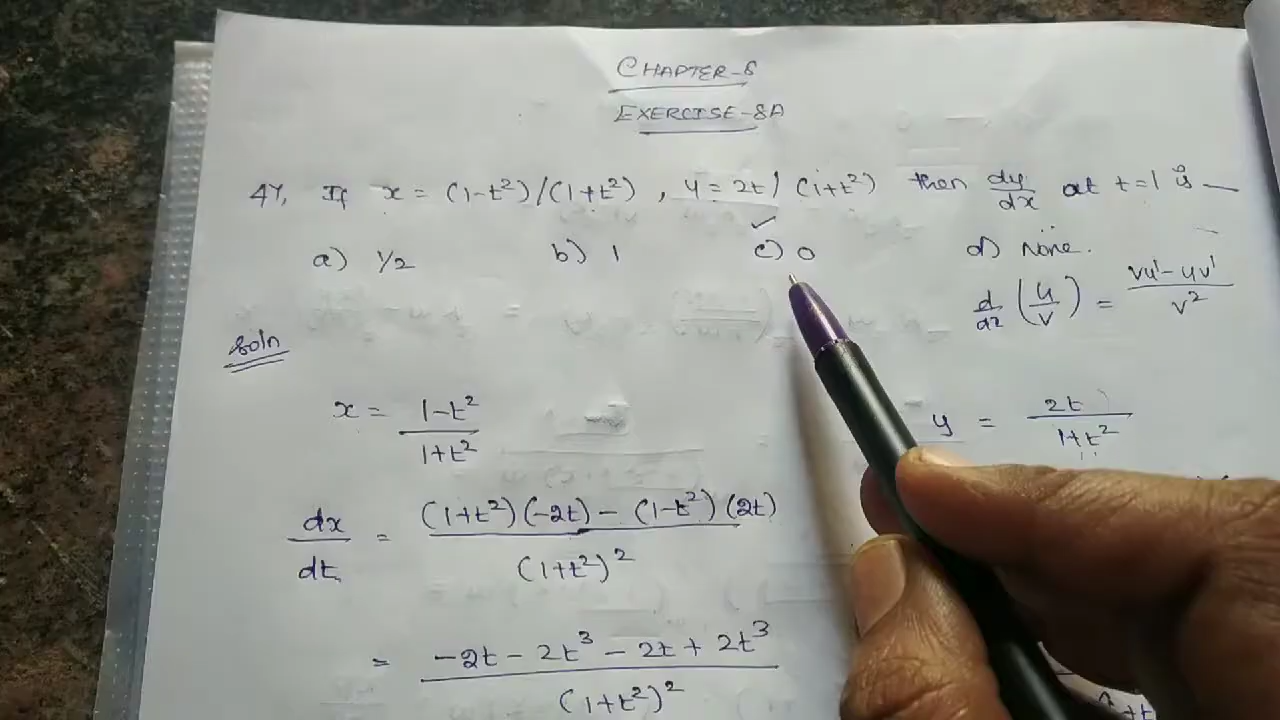 CHAPTER-8
EXERCISE-8A
47, If x = (1-t²)/(1+t²), y = 2t/(1+t²) then dy/dx at t=1 is —
a) 1/2 b) 1 c) 0 d) None.
d/dx (u/v) = (vu' - uv')/v²
Soln
x = (1-t²)/(1+t²) y = 2t/(1+t²)
dx/dt = ((1+t²)(-2t) - (1-t²)(2t))/(1+t²)²
= (-2t - 2t³ - 2t + 2t³)/(1+t²)²